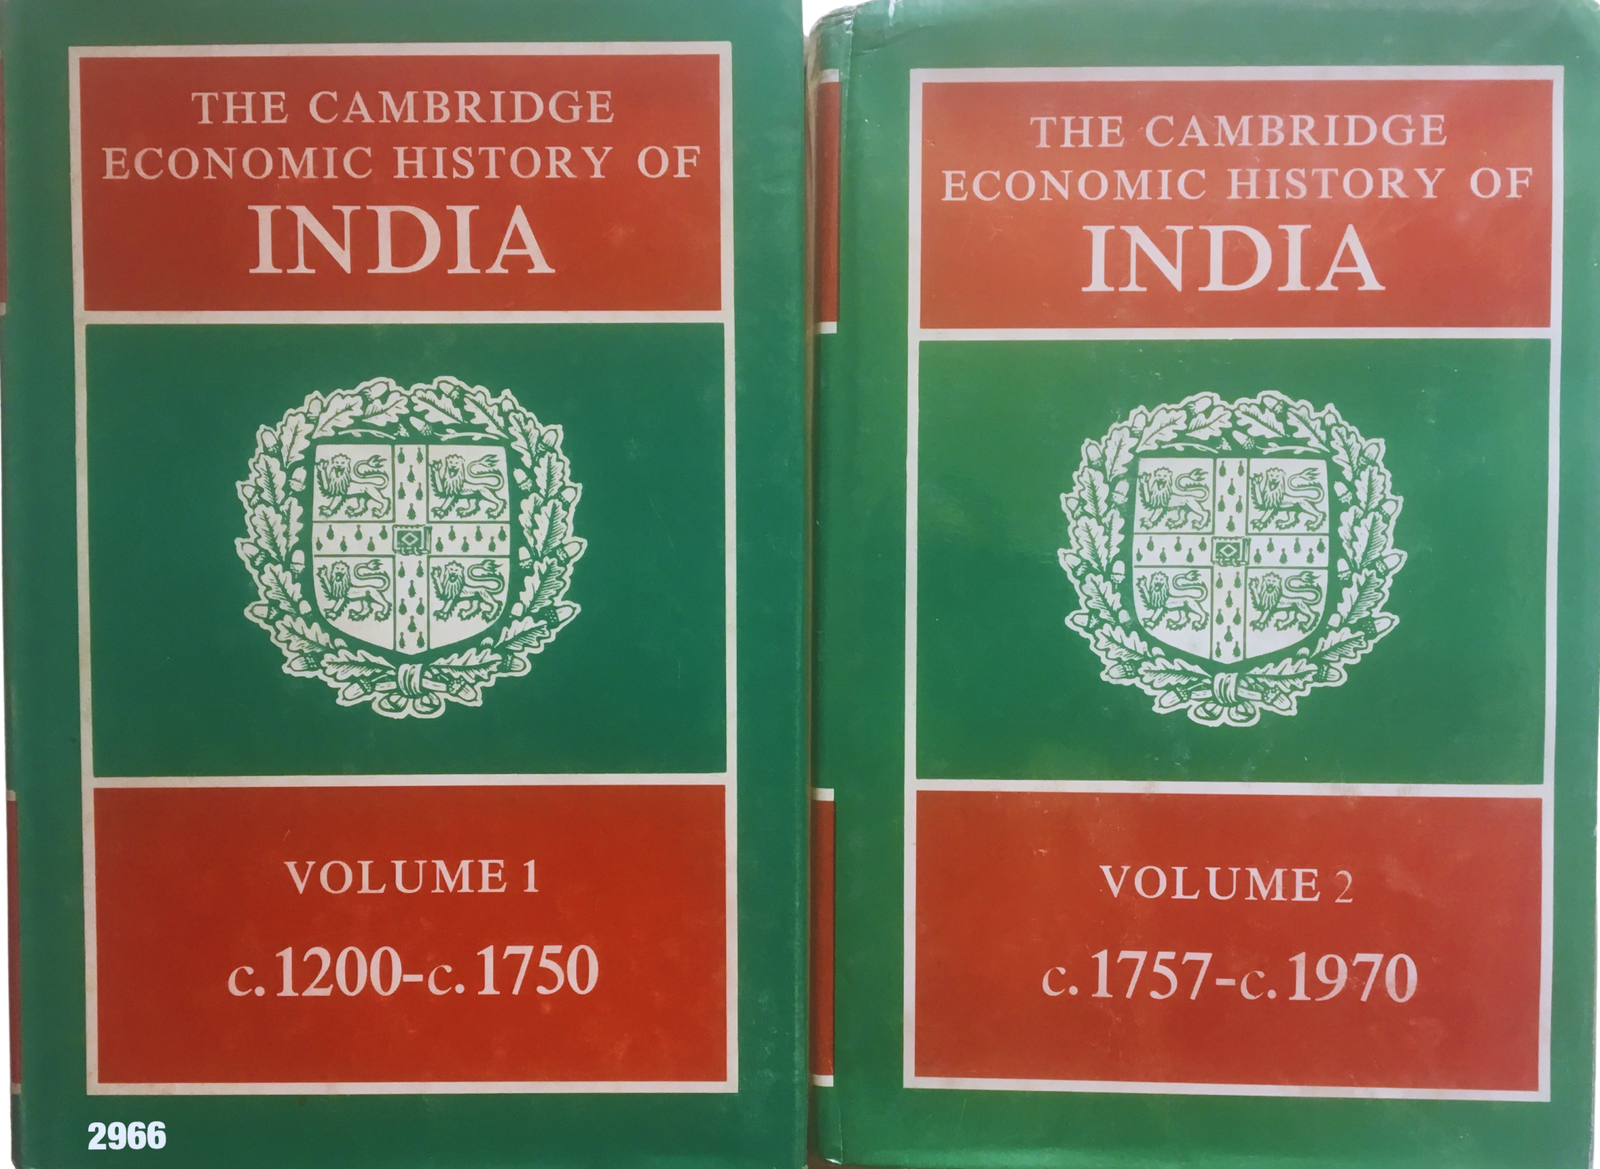 THE CAMBRIDGE
ECONOMIC HISTORY OF
INDIA
VOLUME 1
c.1200-c.1750
2966
THE CAMBRIDGE
ECONOMIC HISTORY OF
INDIA
VOLUME 2
c.1757-c.1970